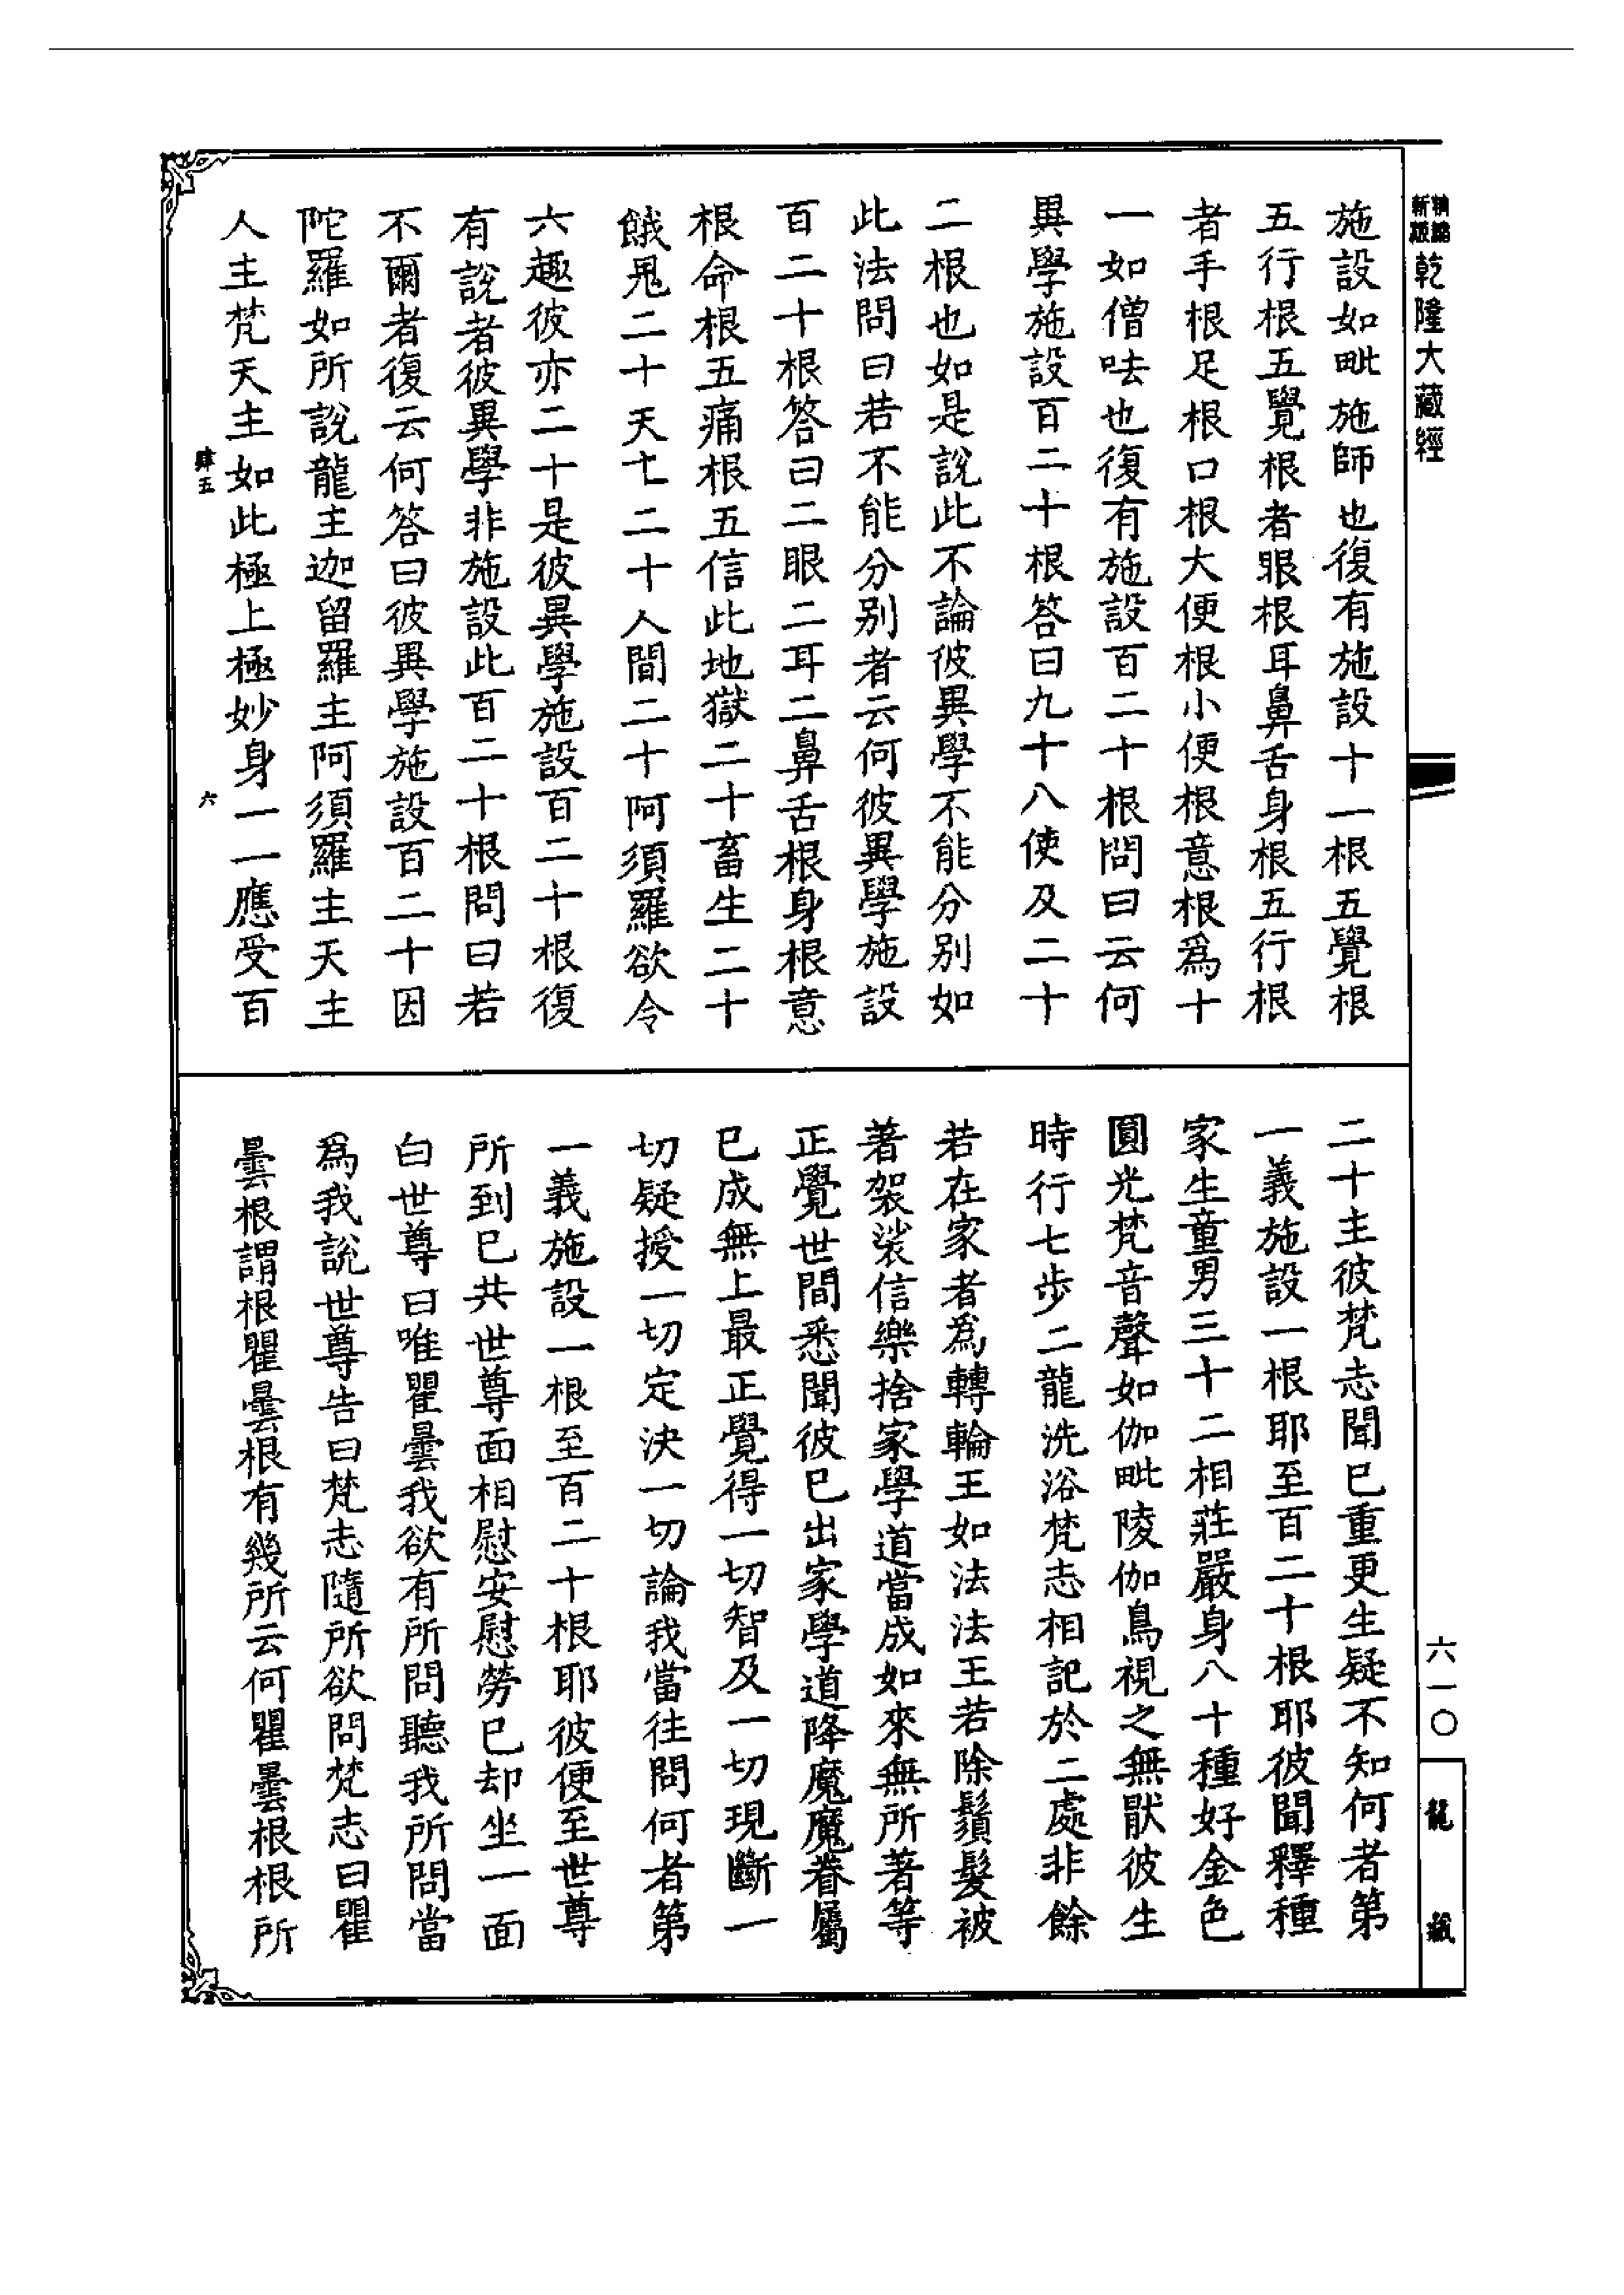 精縮
新版
乾隆大藏經
施設如毗施師也復有施設十一根五覺根
五行根五覺根者眼根耳鼻舌身根五行根
者手根足根口根大便根小便根意根爲十
一如僧呿也復有施設百二十根問曰云何
異學施設百二十根答曰九十八使及二十
二根也如是說此不論彼異學不能分別如
此法問曰若不能分別者云何彼異學施設
百二十根答曰二眼二耳二鼻舌根身根意
根命根五痛根五信此地獄二十畜生二十
餓鬼二十天七二十人間二十阿須羅欲令
六趣彼亦二十是彼異學施設百二十根復
有說者彼異學非施設此百二十根問曰若
不爾者復云何答曰彼異學施設百二十因
陀羅如所說龍主迦留羅主阿須羅主天主
人主梵天主如此極上極妙身一一應受百
肆五
六
二十主彼梵志聞已重更生疑不知何者第
一義施設一根耶至百二十根耶彼聞釋種
家生童男三十二相莊嚴身八十種好金色
圓光梵音聲如伽毗陵伽鳥視之無猒彼生
時行七步二龍洗浴梵志相記於二處非餘
若在家者爲轉輪王如法法王若除鬚髮被
著袈裟信樂捨家學道當成如來無所著等
正覺世間悉聞彼已出家學道降魔魔眷屬
已成無上最正覺得一切智及一切現斷一
切疑授一切定決一切論我當往問何者第
一義施設一根至百二十根耶彼便至世尊
所到已共世尊面相慰安慰勞已却坐一面
白世尊曰唯瞿曇我欲有所問聽我所問當
爲我說世尊告曰梵志隨所欲問梵志曰瞿
曇根謂根瞿曇根有幾所云何瞿曇根根所
六一〇
龍藏